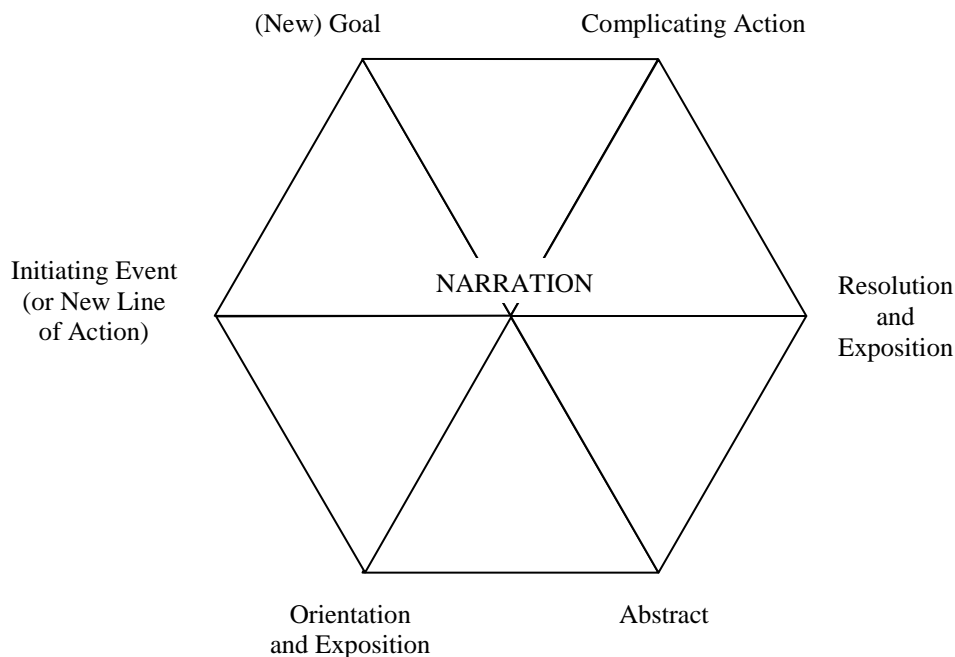 (New) Goal
Complicating Action
Initiating Event
(or New Line
of Action)
NARRATION
Resolution
and
Exposition
Orientation
and Exposition
Abstract